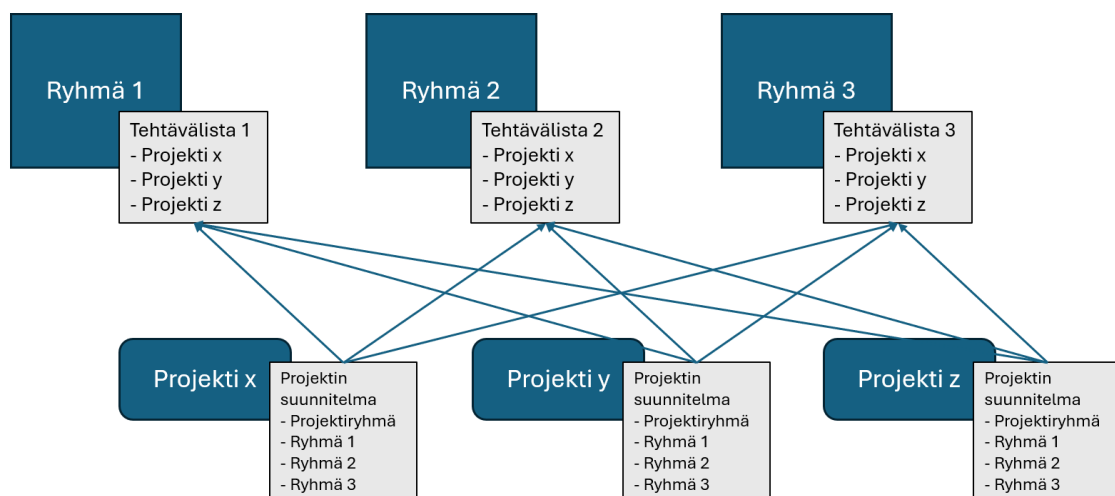 Ryhmä 1
Tehtävälista 1
- Projekti x
- Projekti y
- Projekti z
Ryhmä 2
Tehtävälista 2
- Projekti x
- Projekti y
- Projekti z
Ryhmä 3
Tehtävälista 3
- Projekti x
- Projekti y
- Projekti z
Projekti x
Projektin
suunnitelma
- Projektiryhmä
- Ryhmä 1
- Ryhmä 2
- Ryhmä 3
Projekti y
Projektin
suunnitelma
- Projektiryhmä
- Ryhmä 1
- Ryhmä 2
- Ryhmä 3
Projekti z
Projektin
suunnitelma
- Projektiryhmä
- Ryhmä 1
- Ryhmä 2
- Ryhmä 3